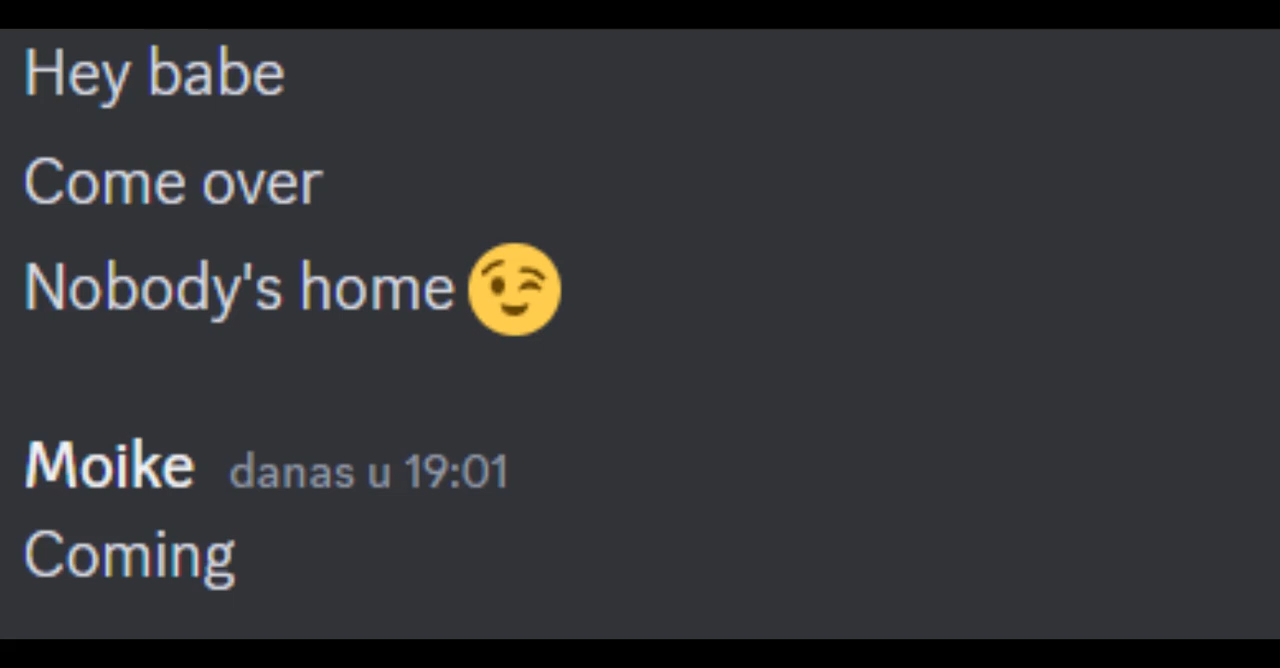 Hey babe
Come over
Nobody's home 😉
Moike danas u 19:01
Coming